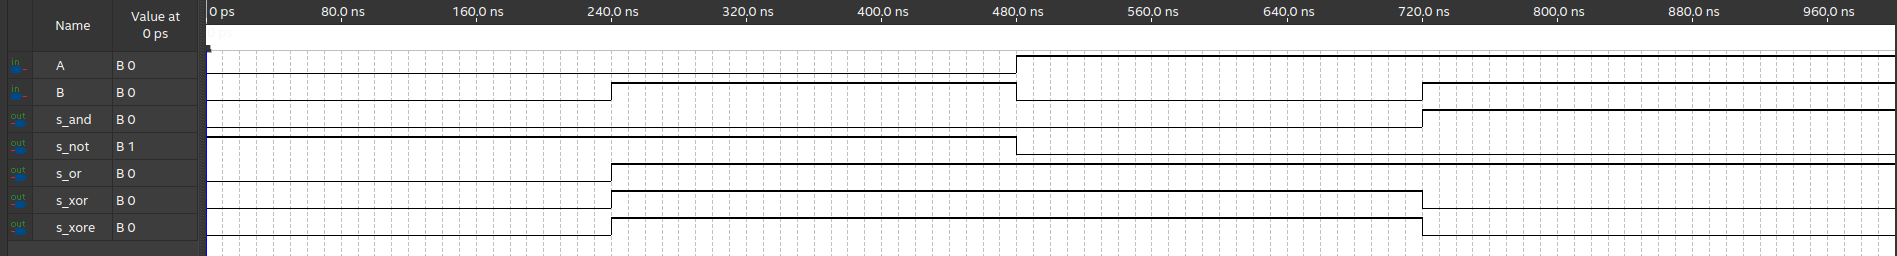 Name
Value at
0 ps
0 ps 80.0 ns 160.0 ns 240.0 ns 320.0 ns 400.0 ns 480.0 ns 560.0 ns 640.0 ns 720.0 ns 800.0 ns 880.0 ns 960.0 ns
0 ps
in A B 0
in B B 0
out s_and B 0
out s_not B 1
out s_or B 0
out s_xor B 0
out s_xore B 0